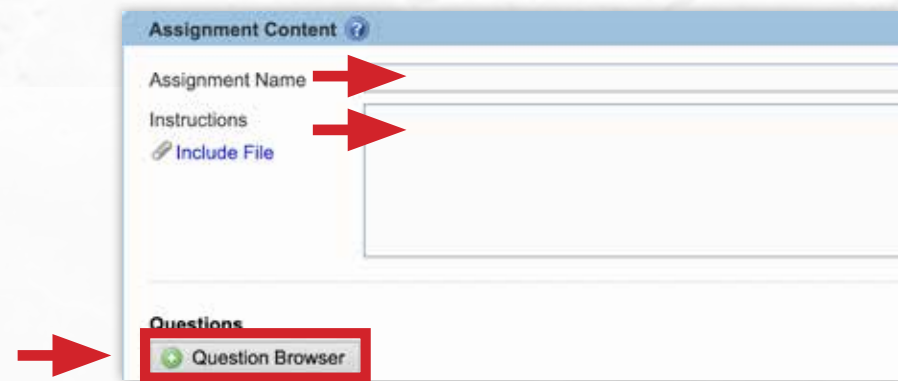 Assignment Content
Assignment Name
Instructions
Include File
Questions
Question Browser